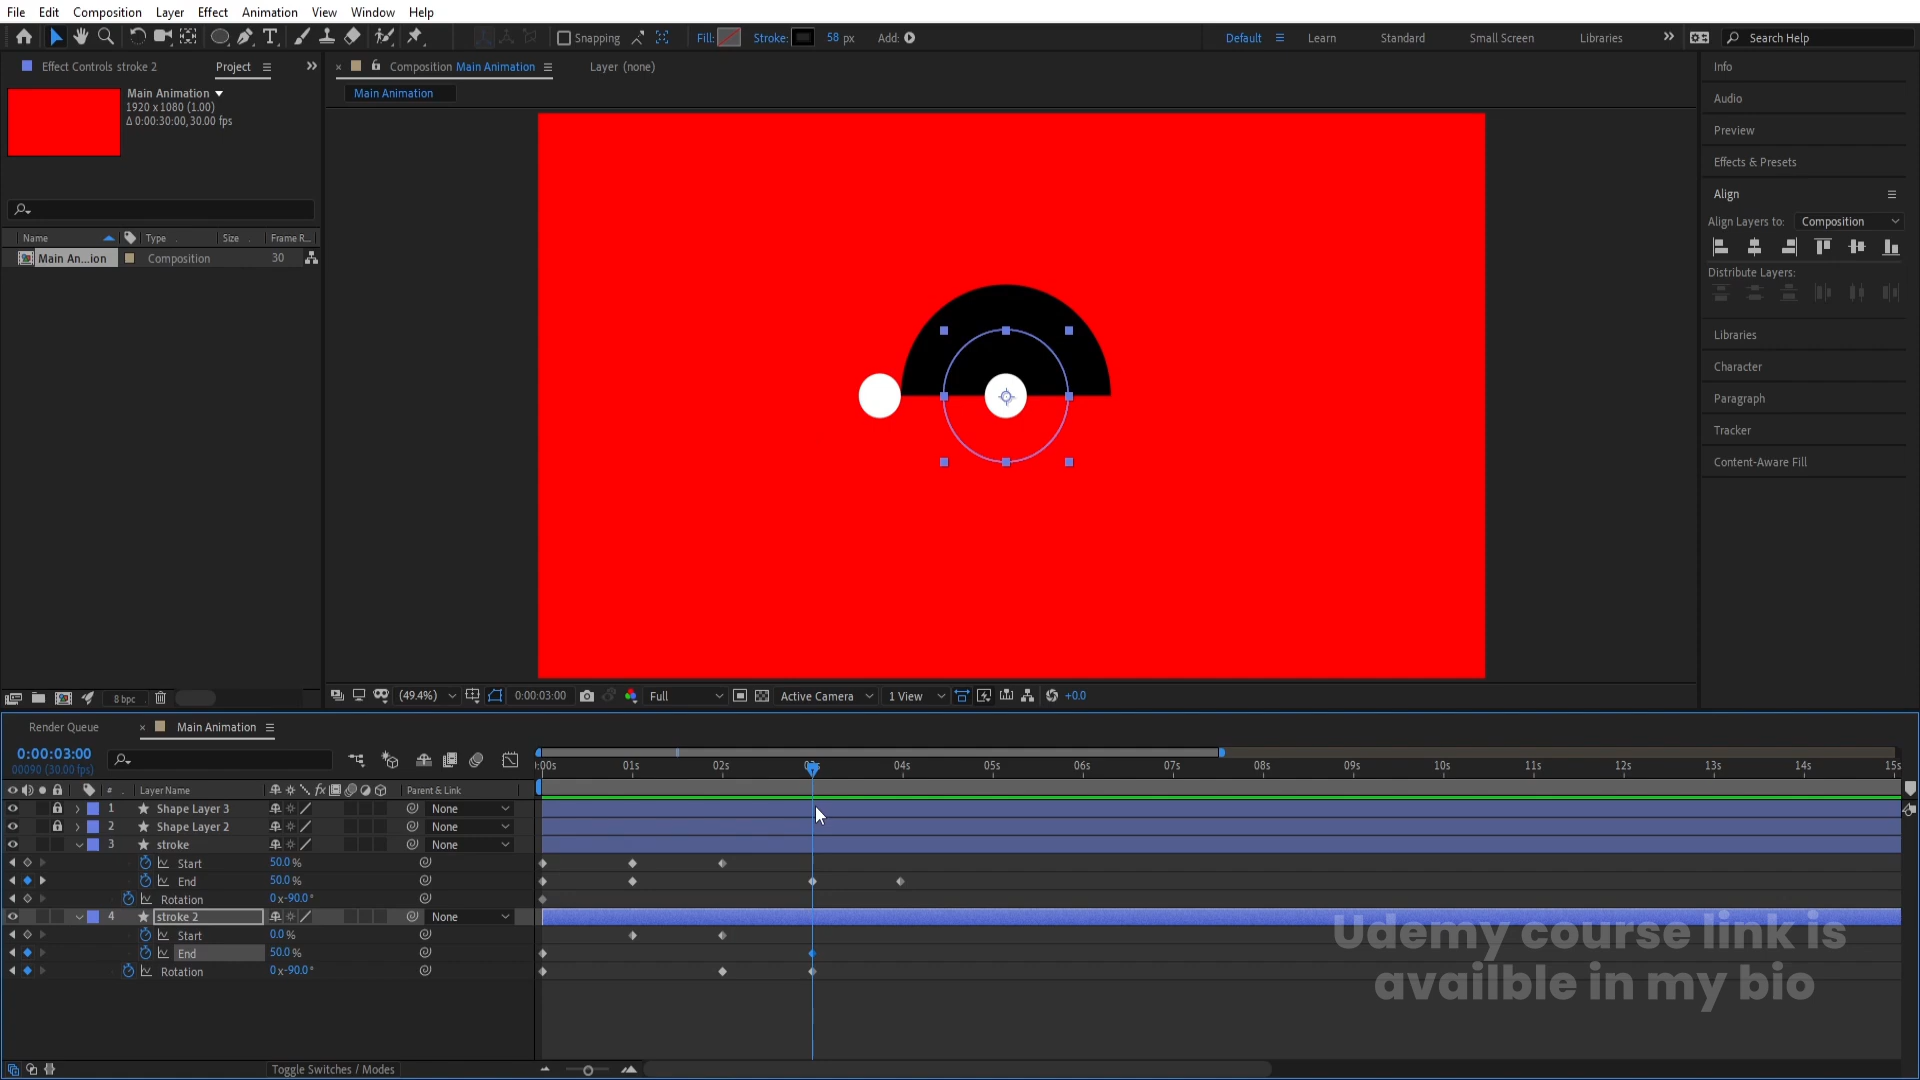 File Edit Composition Layer Effect Animation View Window Help
Snapping Fill: Stroke: 58 px Add: Default Learn Standard Small Screen Libraries Search Help
Effect Controls stroke 2 Project Composition Main Animation Layer (none) Info
Main Animation
1920 x 1080 (1.00)
Δ 0:00:30:00, 30.00 fps
Main Animation
Audio
Preview
Effects & Presets
Align
Align Layers to: Composition
Distribute Layers:
Libraries
Character
Paragraph
Tracker
Content-Aware Fill
Name Type Size Frame R...
Main An...ion Composition 30
8 bpc (49.4%) 0:00:03:00 Full Active Camera 1 View +0.0
Render Queue Main Animation
0:00:03:00
00090 (30.00 fps)
:00s 01s 02s 03s 04s 05s 06s 07s 08s 09s 10s 11s 12s 13s 14s 15s
# Layer Name Parent & Link
1 Shape Layer 3 None
2 Shape Layer 2 None
3 stroke None
Start 50.0 %
End 50.0 %
Rotation 0 x-90.0 °
4 stroke 2 None
Start 0.0 %
End 50.0 %
Rotation 0 x-90.0 °
Udemy course link is
availble in my bio
Toggle Switches / Modes